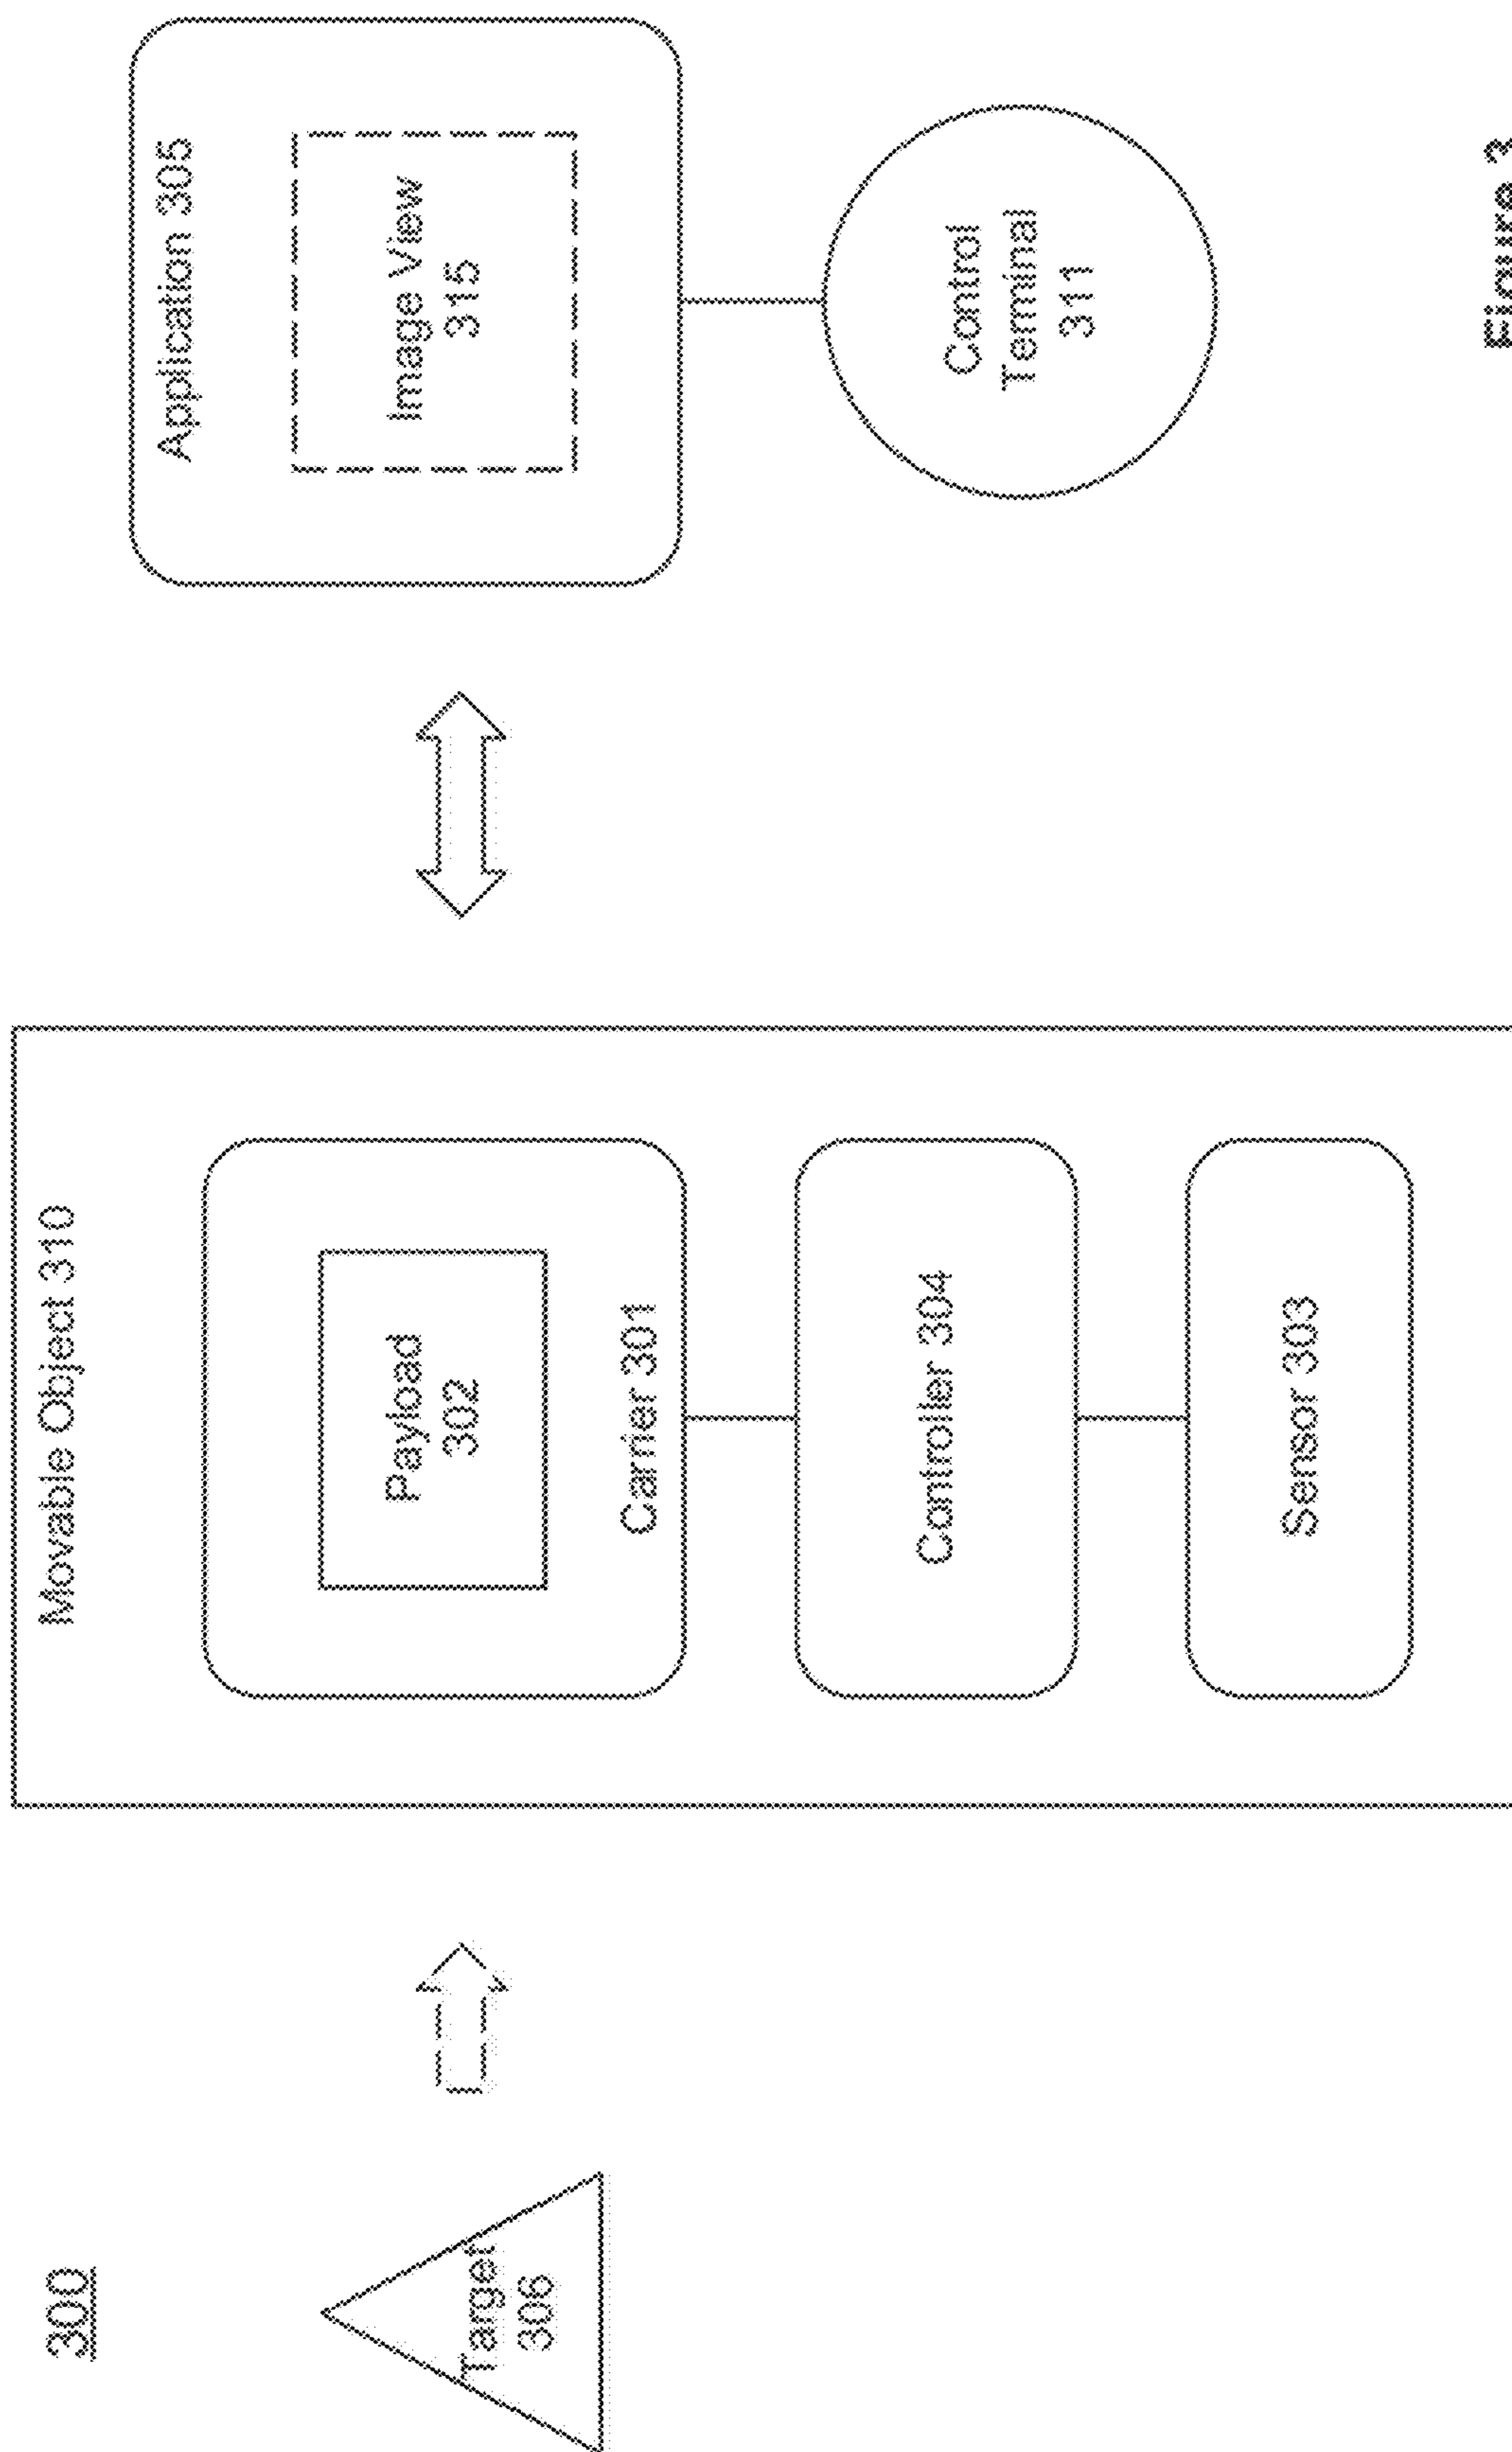 300
Target
306
Movable Object 310
Payload
302
Carrier 301
Controller 304
Sensor 303
Application 305
Image View
315
Control
Terminal
311
Figure 3